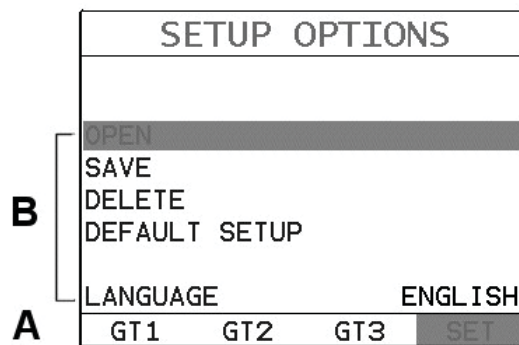 SETUP OPTIONS
OPEN
SAVE
B
DELETE
DEFAULT SETUP
LANGUAGE ENGLISH
A
GT1 GT2 GT3 SET